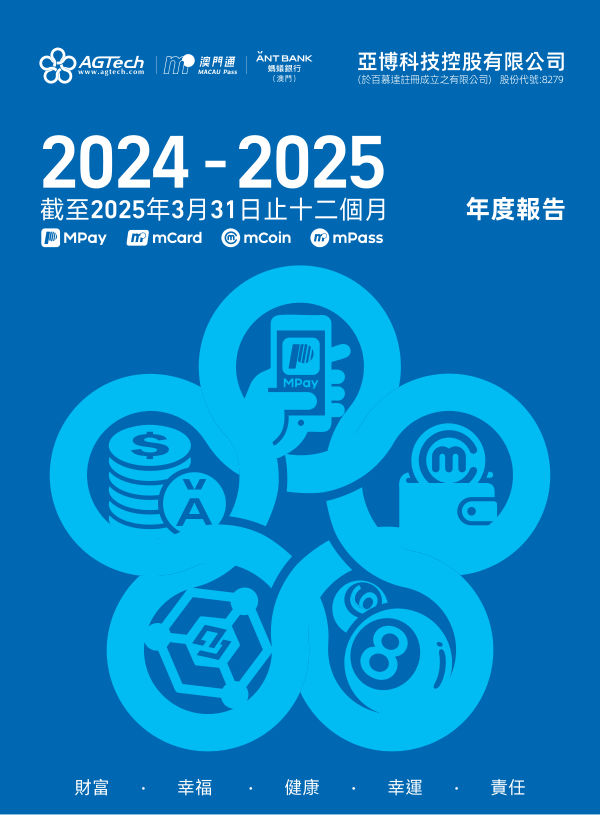 AGTech
www.agtech.com
澳門通
MACAU Pass
ANT BANK
螞蟻銀行
（澳門）
亞博科技控股有限公司
（於百慕達註冊成立之有限公司） 股份代號:8279
2024 - 2025
截至2025年3月31日止十二個月
年度報告
MPay mCard mCoin mPass
MPay
$
A
m
6
8
財富 · 幸福 · 健康 · 幸運 · 責任